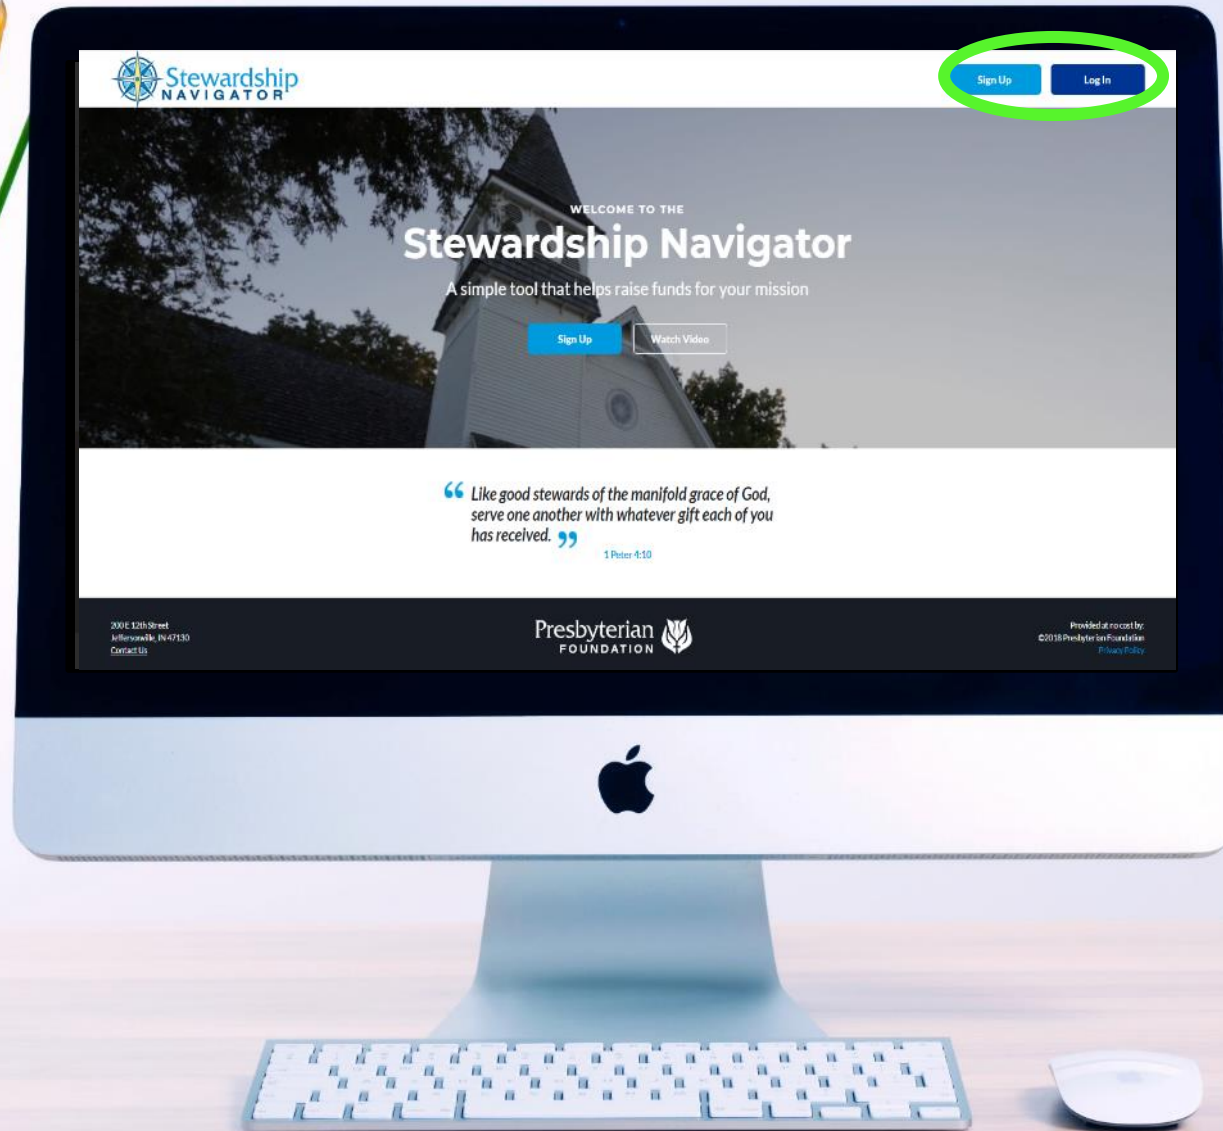 Stewardship
NAVIGATOR
Sign Up
Log In
WELCOME TO THE
Stewardship Navigator
A simple tool that helps raise funds for your mission
Sign Up
Watch Video
“ Like good stewards of the manifold grace of God,
serve one another with whatever gift each of you
has received. ”
1 Peter 4:10
200 E 12th Street
Jeffersonville, IN 47130
Contact Us
Presbyterian
FOUNDATION
Provided at no cost by:
©2018 Presbyterian Foundation
Privacy Policy